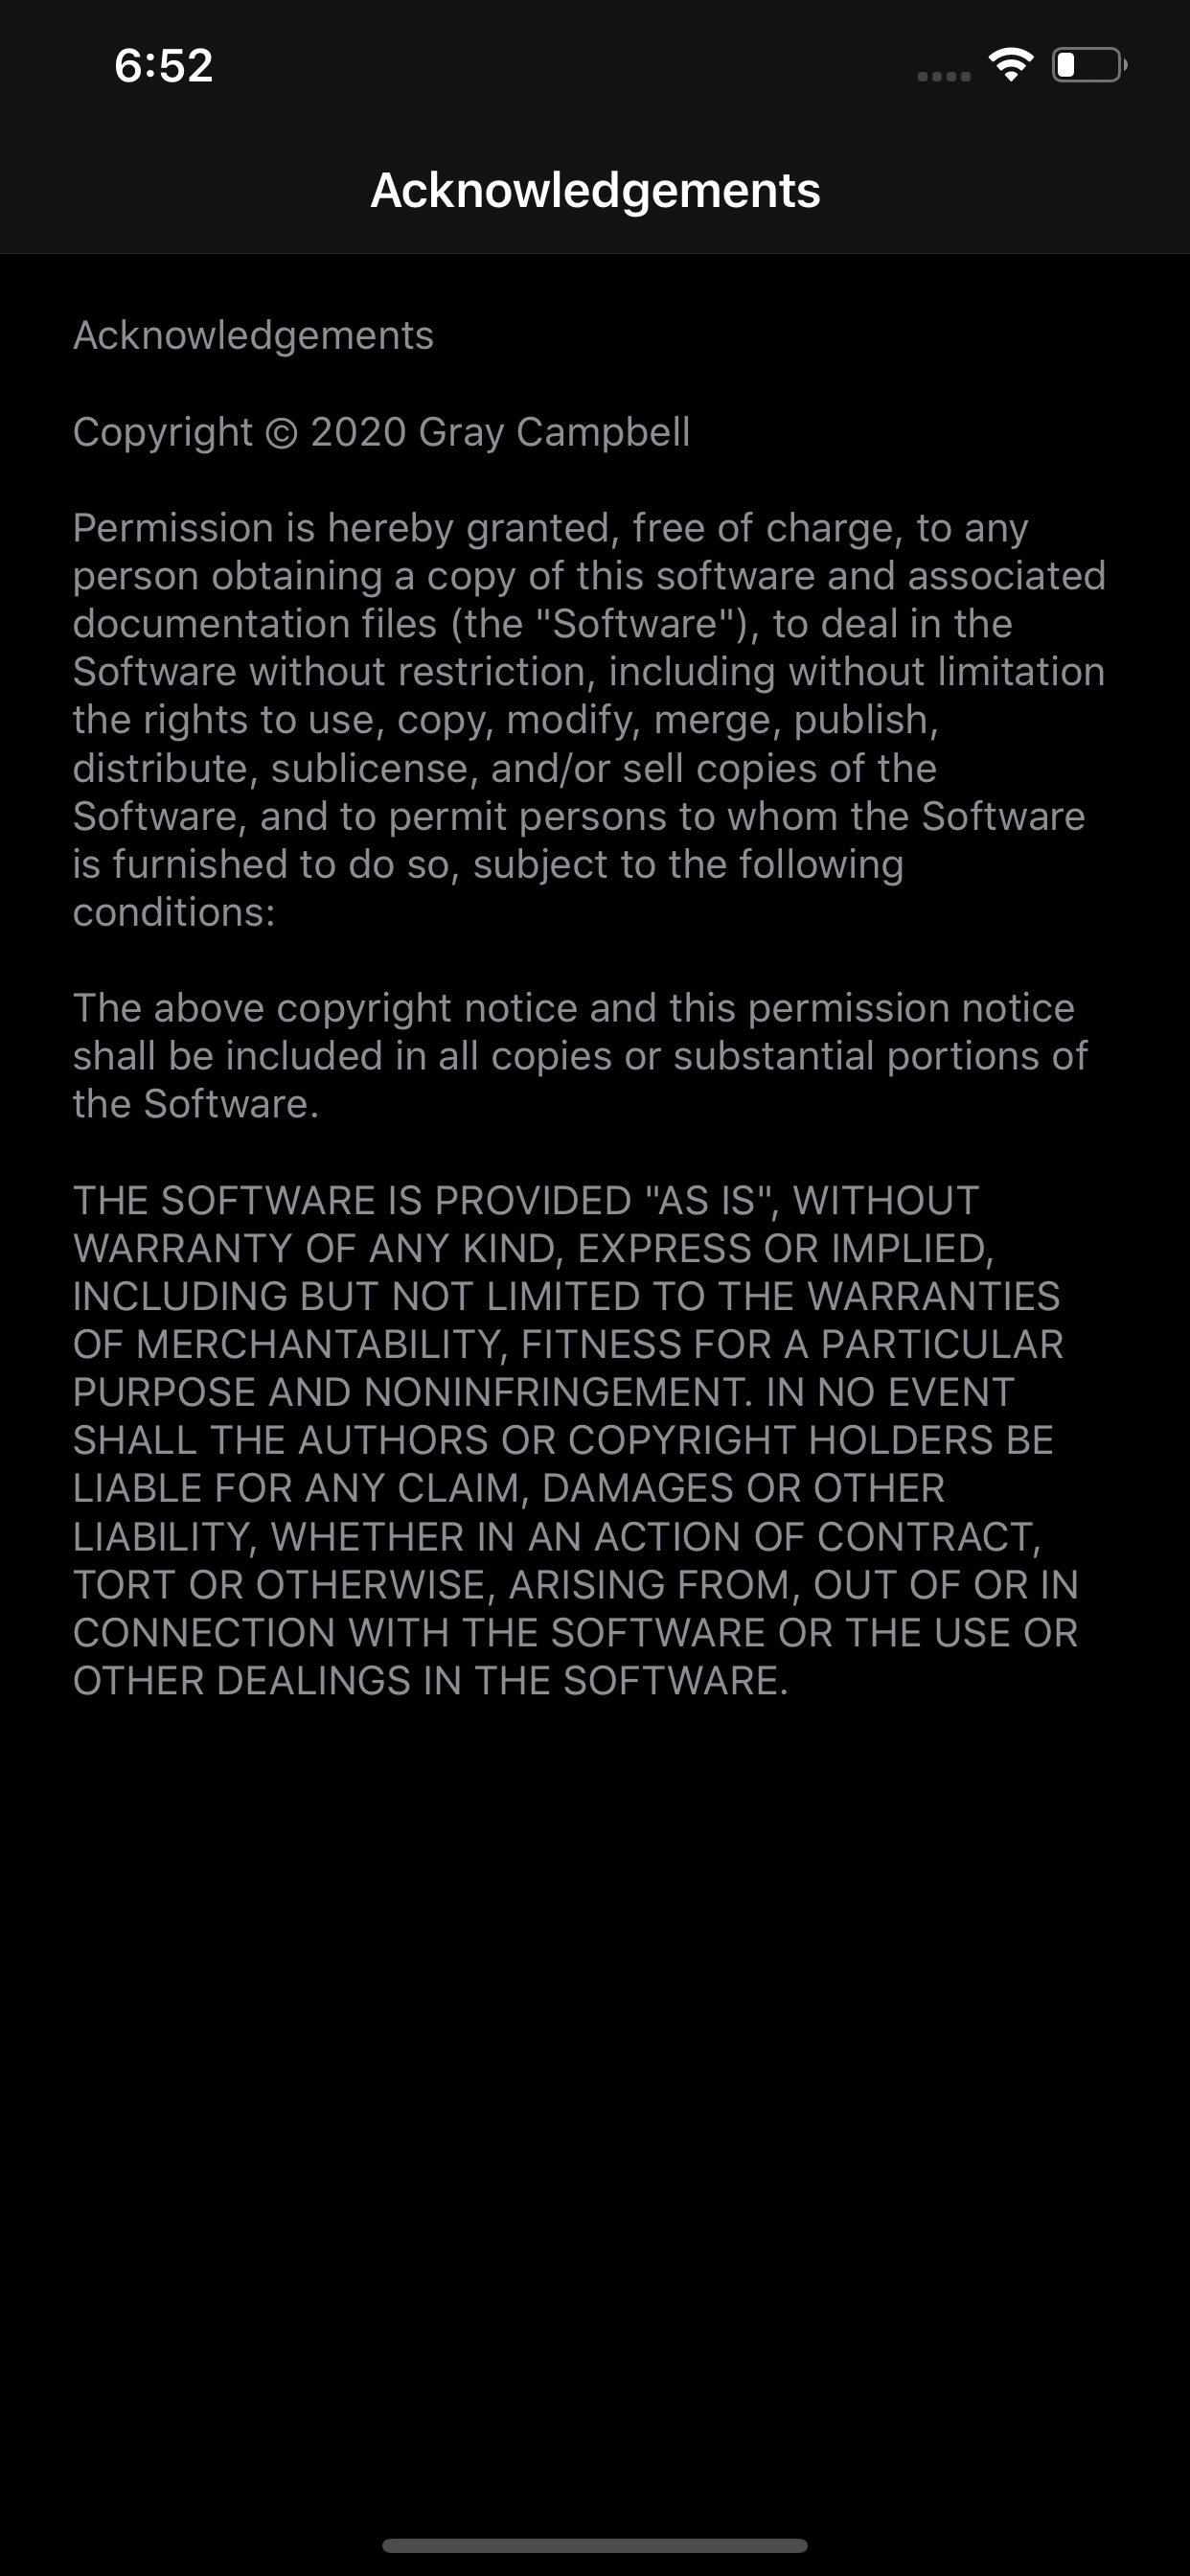 6:52
Acknowledgements
Acknowledgements
Copyright © 2020 Gray Campbell
Permission is hereby granted, free of charge, to any
person obtaining a copy of this software and associated
documentation files (the "Software"), to deal in the
Software without restriction, including without limitation
the rights to use, copy, modify, merge, publish,
distribute, sublicense, and/or sell copies of the
Software, and to permit persons to whom the Software
is furnished to do so, subject to the following
conditions:
The above copyright notice and this permission notice
shall be included in all copies or substantial portions of
the Software.
THE SOFTWARE IS PROVIDED "AS IS", WITHOUT
WARRANTY OF ANY KIND, EXPRESS OR IMPLIED,
INCLUDING BUT NOT LIMITED TO THE WARRANTIES
OF MERCHANTABILITY, FITNESS FOR A PARTICULAR
PURPOSE AND NONINFRINGEMENT. IN NO EVENT
SHALL THE AUTHORS OR COPYRIGHT HOLDERS BE
LIABLE FOR ANY CLAIM, DAMAGES OR OTHER
LIABILITY, WHETHER IN AN ACTION OF CONTRACT,
TORT OR OTHERWISE, ARISING FROM, OUT OF OR IN
CONNECTION WITH THE SOFTWARE OR THE USE OR
OTHER DEALINGS IN THE SOFTWARE.